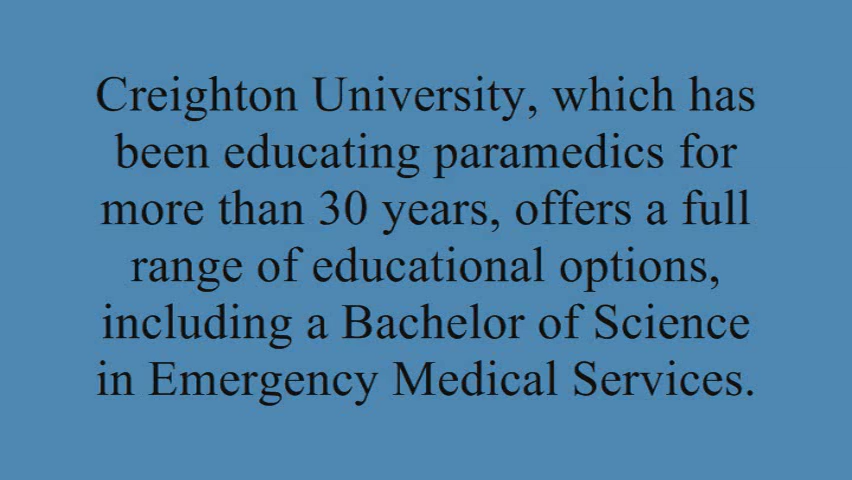 Creighton University, which has
been educating paramedics for
more than 30 years, offers a full
range of educational options,
including a Bachelor of Science
in Emergency Medical Services.